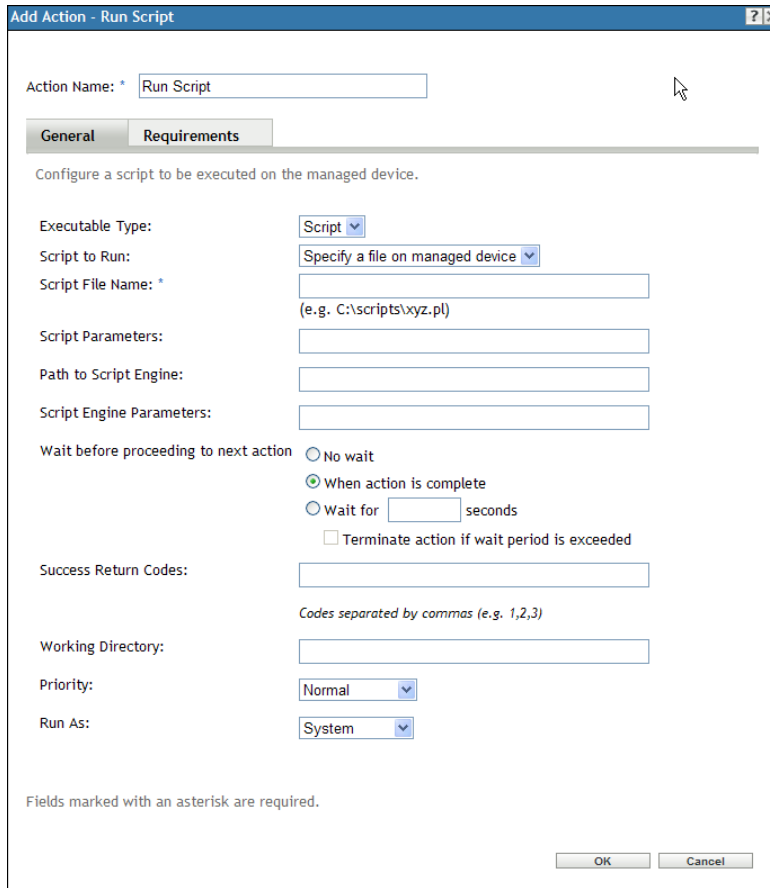 Add Action - Run Script
?
Action Name: * Run Script
General Requirements
Configure a script to be executed on the managed device.
Executable Type: Script
Script to Run: Specify a file on managed device
Script File Name: *
(e.g. C:\scripts\xyz.pl)
Script Parameters:
Path to Script Engine:
Script Engine Parameters:
Wait before proceeding to next action No wait
When action is complete
Wait for seconds
Terminate action if wait period is exceeded
Success Return Codes:
Codes separated by commas (e.g. 1,2,3)
Working Directory:
Priority: Normal
Run As: System
Fields marked with an asterisk are required.
OK Cancel